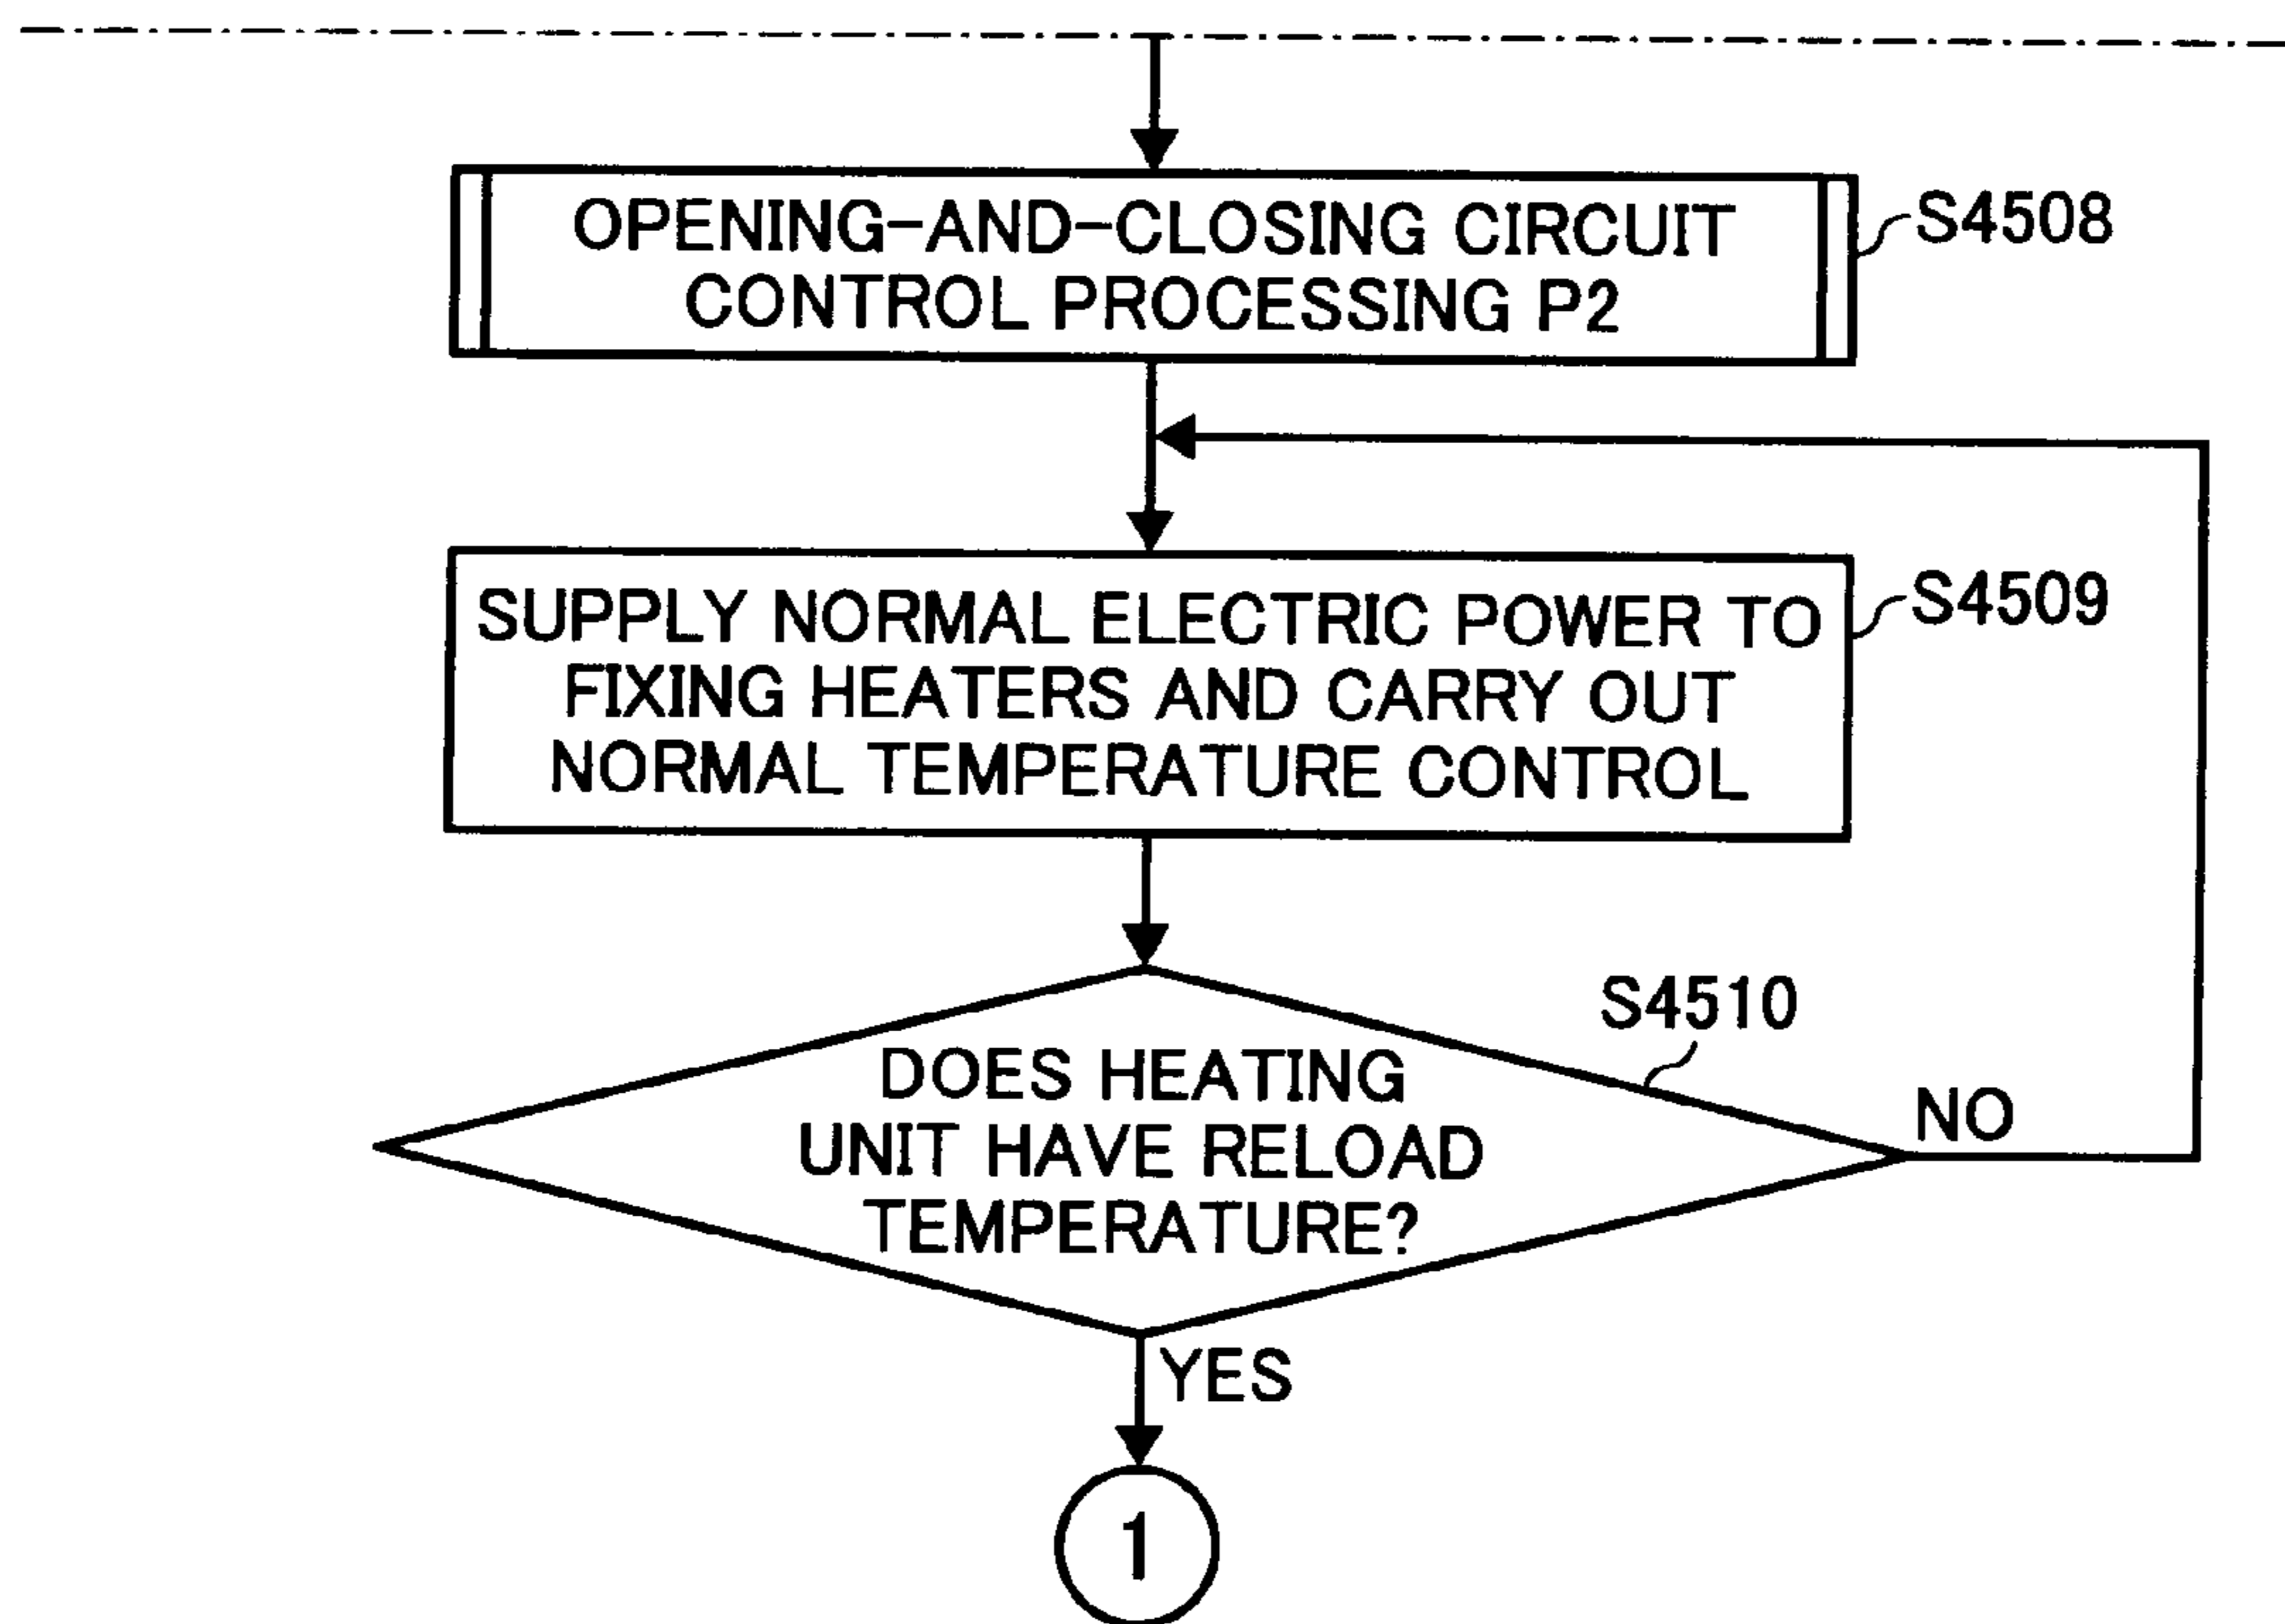 OPENING-AND-CLOSING CIRCUIT
CONTROL PROCESSING P2
S4508
SUPPLY NORMAL ELECTRIC POWER TO
FIXING HEATERS AND CARRY OUT
NORMAL TEMPERATURE CONTROL
S4509
S4510
DOES HEATING
UNIT HAVE RELOAD
TEMPERATURE?
NO
YES
1